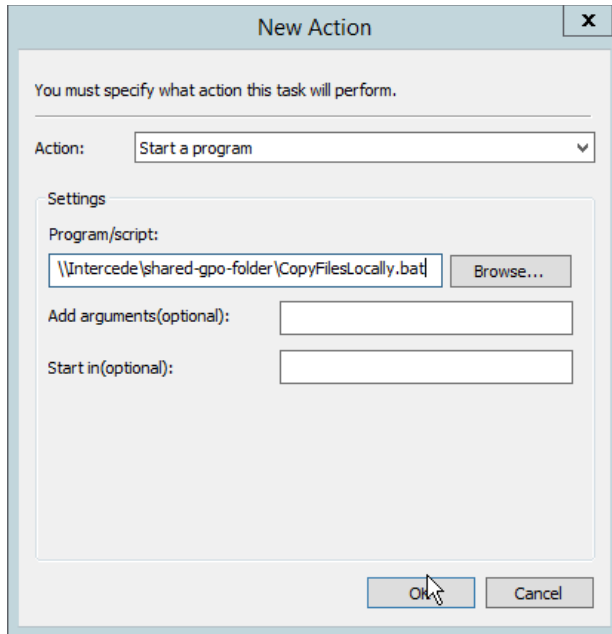 New Action
x
You must specify what action this task will perform.
Action:
Start a program
Settings
Program/script:
\\Intercede\shared-gpo-folder\CopyFilesLocally.bat
Browse...
Add arguments(optional):
Start in(optional):
OK
Cancel